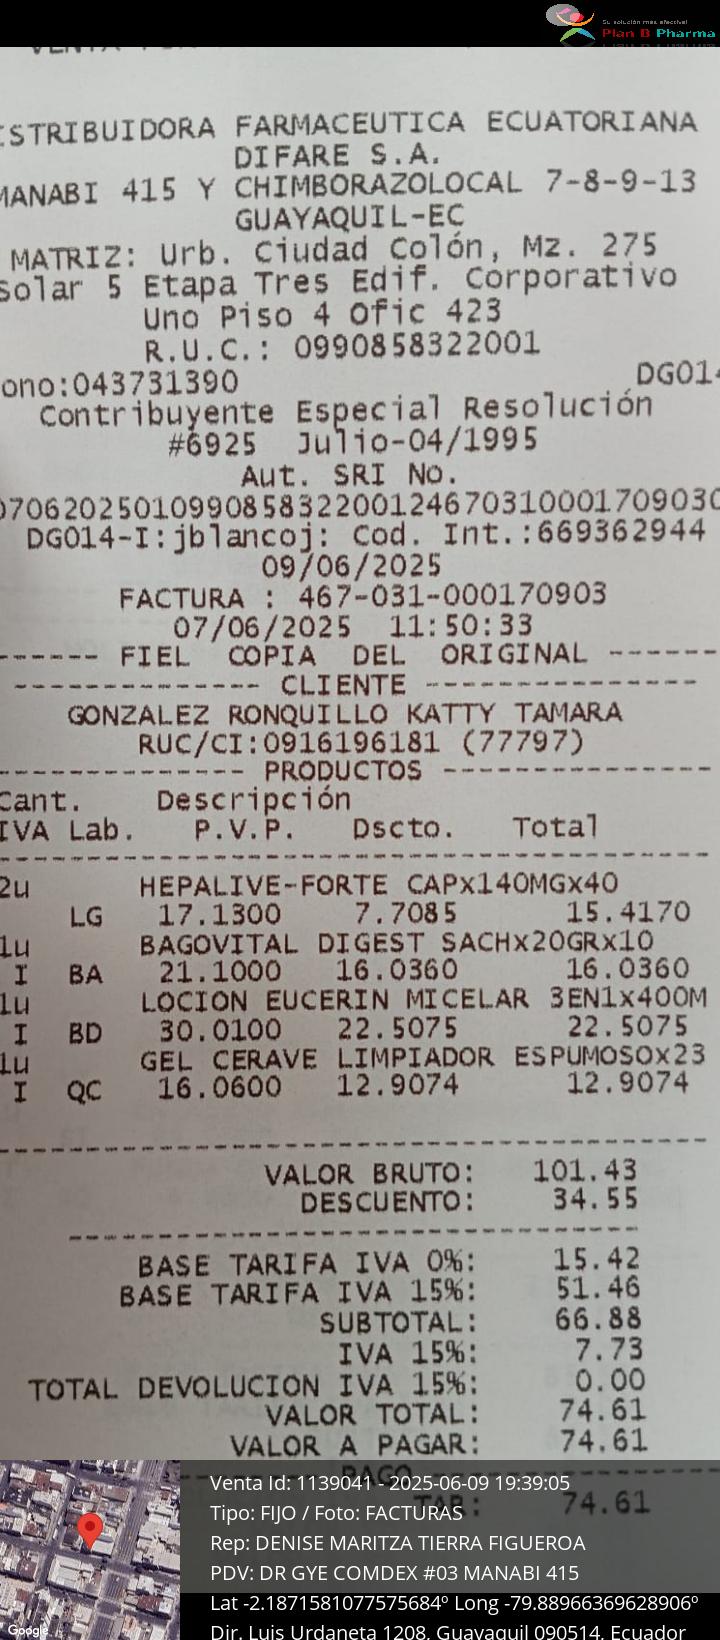 Su solución más efectiva!
Plan B Pharma
ISTRIBUIDORA FARMACEUTICA ECUATORIANA
DIFARE S.A.
MANABI 415 Y CHIMBORAZOLOCAL 7-8-9-13
GUAYAQUIL-EC
MATRIZ: Urb. Ciudad Colón, Mz. 275
Solar 5 Etapa Tres Edif. Corporativo
Uno Piso 4 Ofic 423
R.U.C.: 0990858322001
ono:043731390 DG014
Contribuyente Especial Resolución
#6925 Julio-04/1995
Aut. SRI No.
0706202501099085832200124670310001709030
DG014-I:jblancoj: Cod. Int.:669362944
09/06/2025
FACTURA : 467-031-000170903
07/06/2025 11:50:33
------ FIEL COPIA DEL ORIGINAL ------
-------------- CLIENTE ---------------
GONZALEZ RONQUILLO KATTY TAMARA
RUC/CI:0916196181 (77797)
-------------- PRODUCTOS ---------------
Cant. Descripción
IVA Lab. P.V.P. Dscto. Total
2u HEPALIVE-FORTE CAPx140MGx40
LG 17.1300 7.7085 15.4170
1u BAGOVITAL DIGEST SACHx20GRx10
I BA 21.1000 16.0360 16.0360
1u LOCION EUCERIN MICELAR 3EN1x400M
I BD 30.0100 22.5075 22.5075
1u GEL CERAVE LIMPIADOR ESPUMOSOx23
I QC 16.0600 12.9074 12.9074
VALOR BRUTO: 101.43
DESCUENTO: 34.55
BASE TARIFA IVA 0%: 15.42
BASE TARIFA IVA 15%: 51.46
SUBTOTAL: 66.88
IVA 15%: 7.73
TOTAL DEVOLUCION IVA 15%: 0.00
VALOR TOTAL: 74.61
VALOR A PAGAR: 74.61
PAGO
TAR: 74.61
Venta Id: 1139041 - 2025-06-09 19:39:05
Tipo: FIJO / Foto: FACTURAS
Rep: DENISE MARITZA TIERRA FIGUEROA
PDV: DR GYE COMDEX #03 MANABI 415
Lat -2.1871581077575684º Long -79.88966369628906º
Dir. Luis Urdaneta 1208, Guayaquil 090514, Ecuador
Google